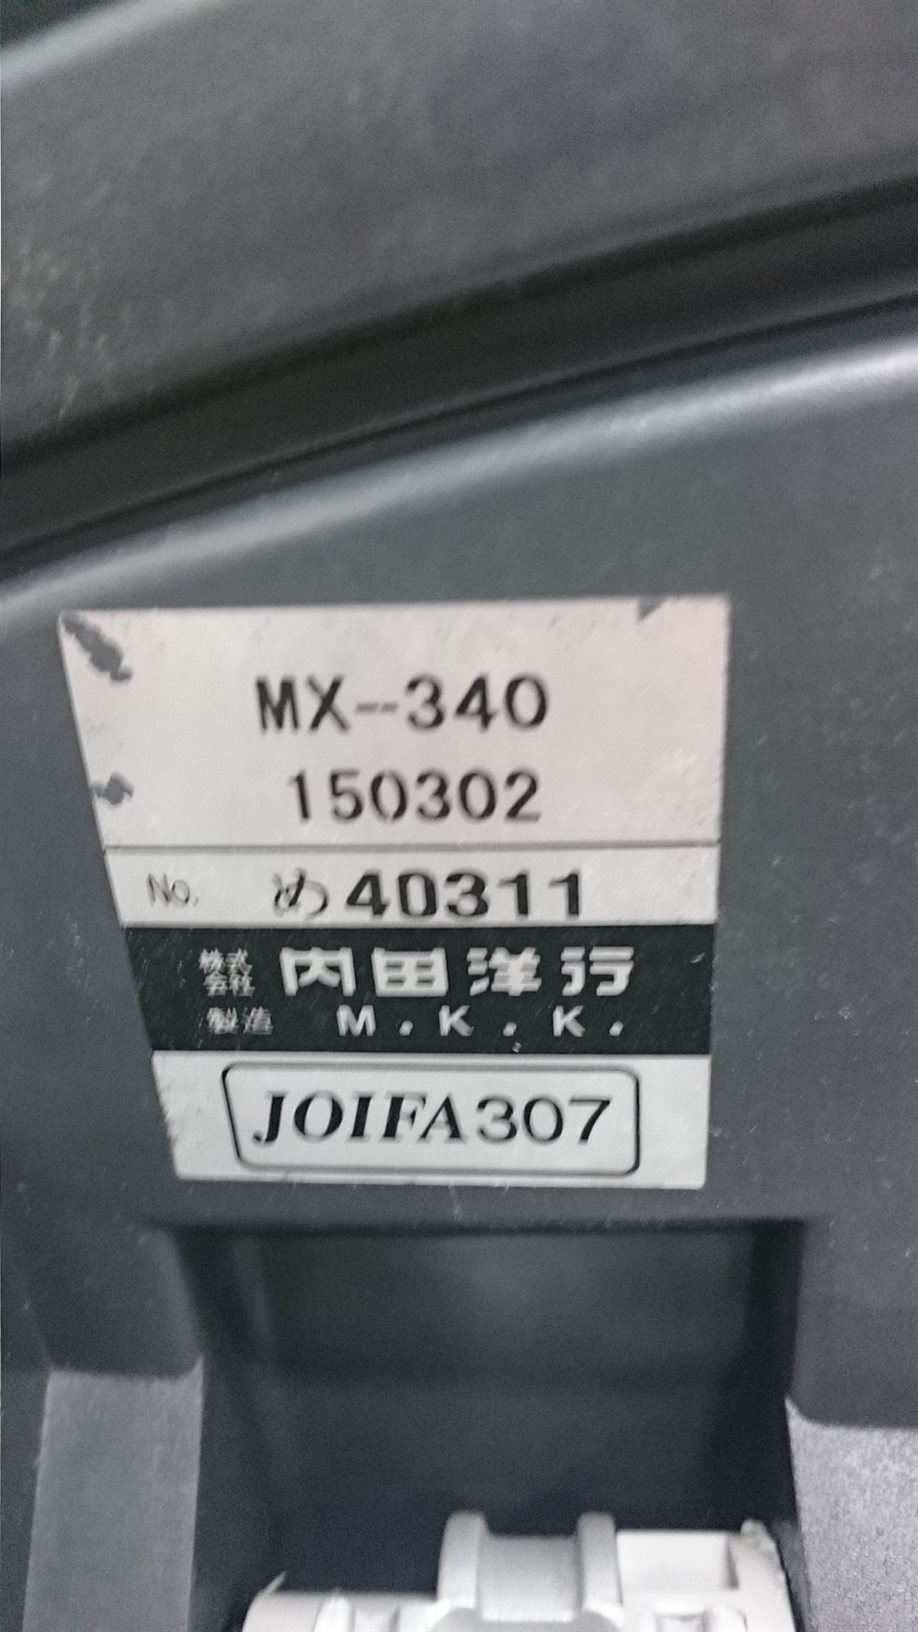 MX-340
150302
No. め40311
株式会社 内田洋行
製造 M.K.K.
JOIFA307